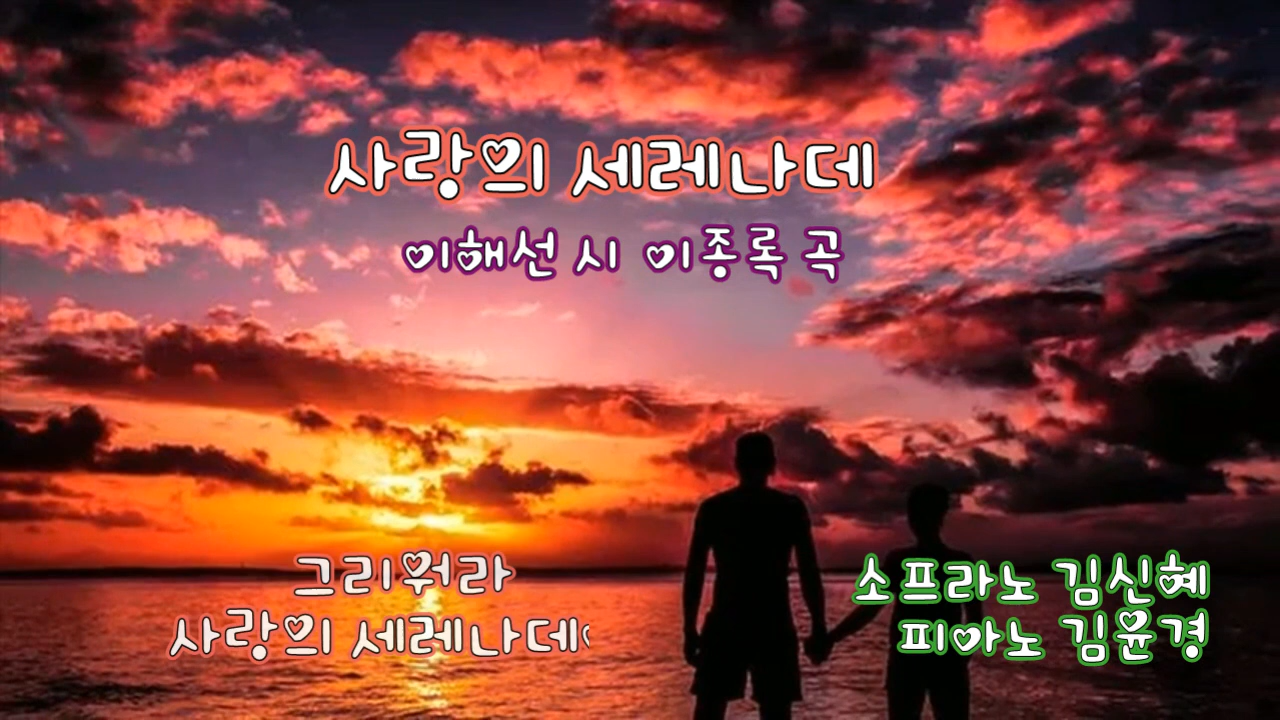 사랑의 세레나데
이해선 시 이종록 곡
그리워라
사랑의 세레나데
소프라노 김신혜
피아노 김윤경